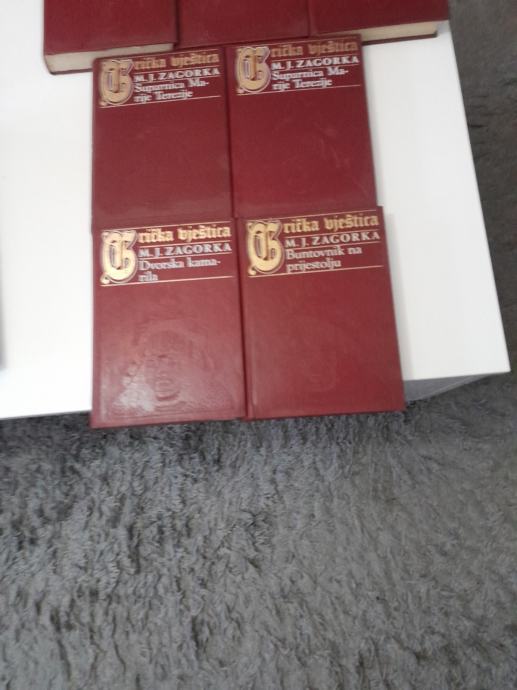 Grička vještica
M. J. ZAGORKA
Suparnica Ma-
rije Terezije
Grička vještica
M. J. ZAGORKA
Suparnica Ma-
rije Terezije
Grička vještica
M. J. ZAGORKA
Dvorska kama-
rila
Grička vještica
M. J. ZAGORKA
Buntovnik na
prijestolju